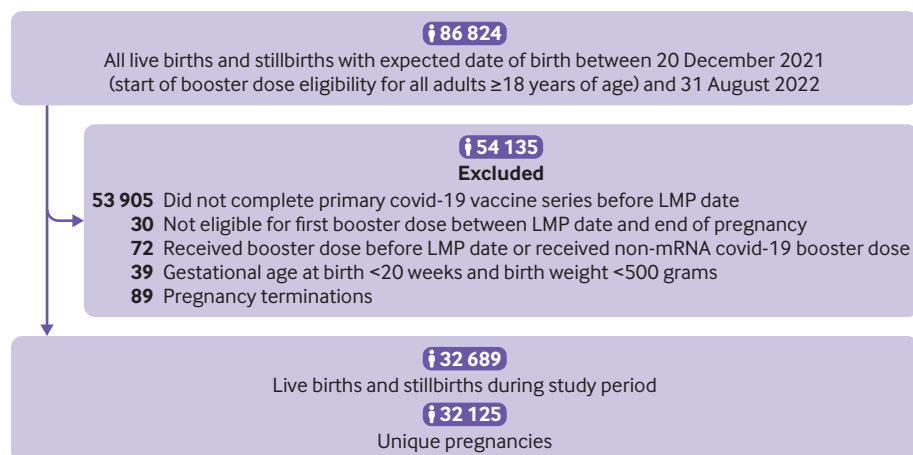 86 824
All live births and stillbirths with expected date of birth between 20 December 2021
(start of booster dose eligibility for all adults ≥18 years of age) and 31 August 2022
54 135
Excluded
53 905 Did not complete primary covid-19 vaccine series before LMP date
30 Not eligible for first booster dose between LMP date and end of pregnancy
72 Received booster dose before LMP date or received non-mRNA covid-19 booster dose
39 Gestational age at birth <20 weeks and birth weight <500 grams
89 Pregnancy terminations
32 689
Live births and stillbirths during study period
32 125
Unique pregnancies